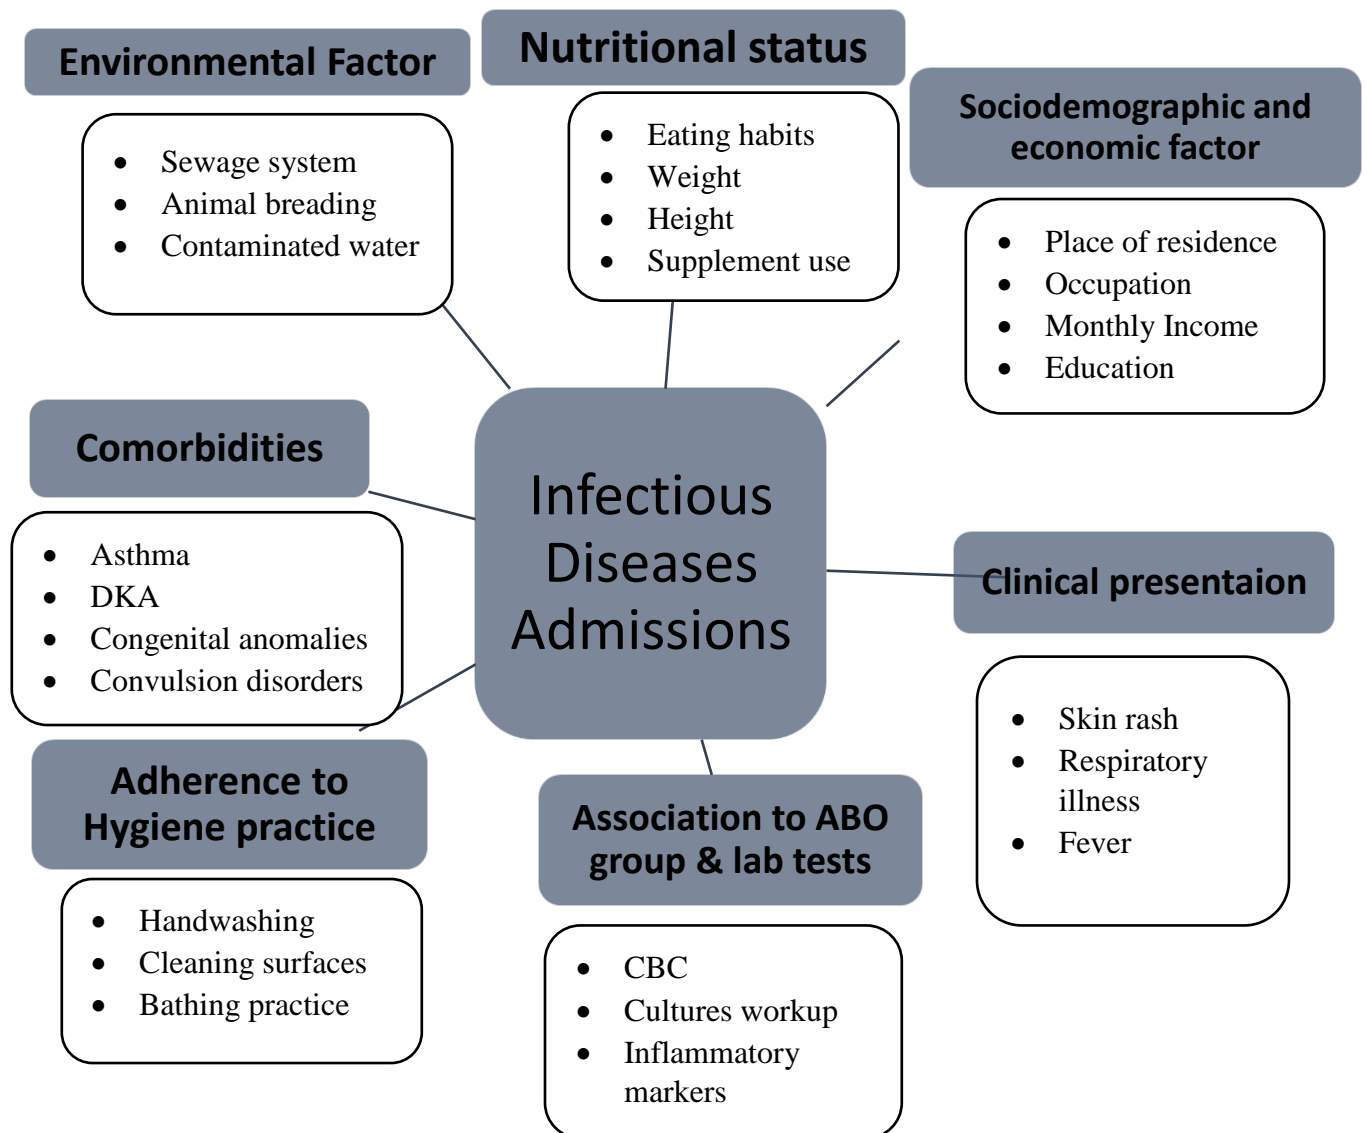 Environmental Factor
• Sewage system
• Animal breading
• Contaminated water
Nutritional status
• Eating habits
• Weight
• Height
• Supplement use
Sociodemographic and
economic factor
• Place of residence
• Occupation
• Monthly Income
• Education
Comorbidities
• Asthma
• DKA
• Congenital anomalies
• Convulsion disorders
Infectious
Diseases
Admissions
Clinical presentaion
• Skin rash
• Respiratory
illness
• Fever
Adherence to
Hygiene practice
• Handwashing
• Cleaning surfaces
• Bathing practice
Association to ABO
group & lab tests
• CBC
• Cultures workup
• Inflammatory
markers